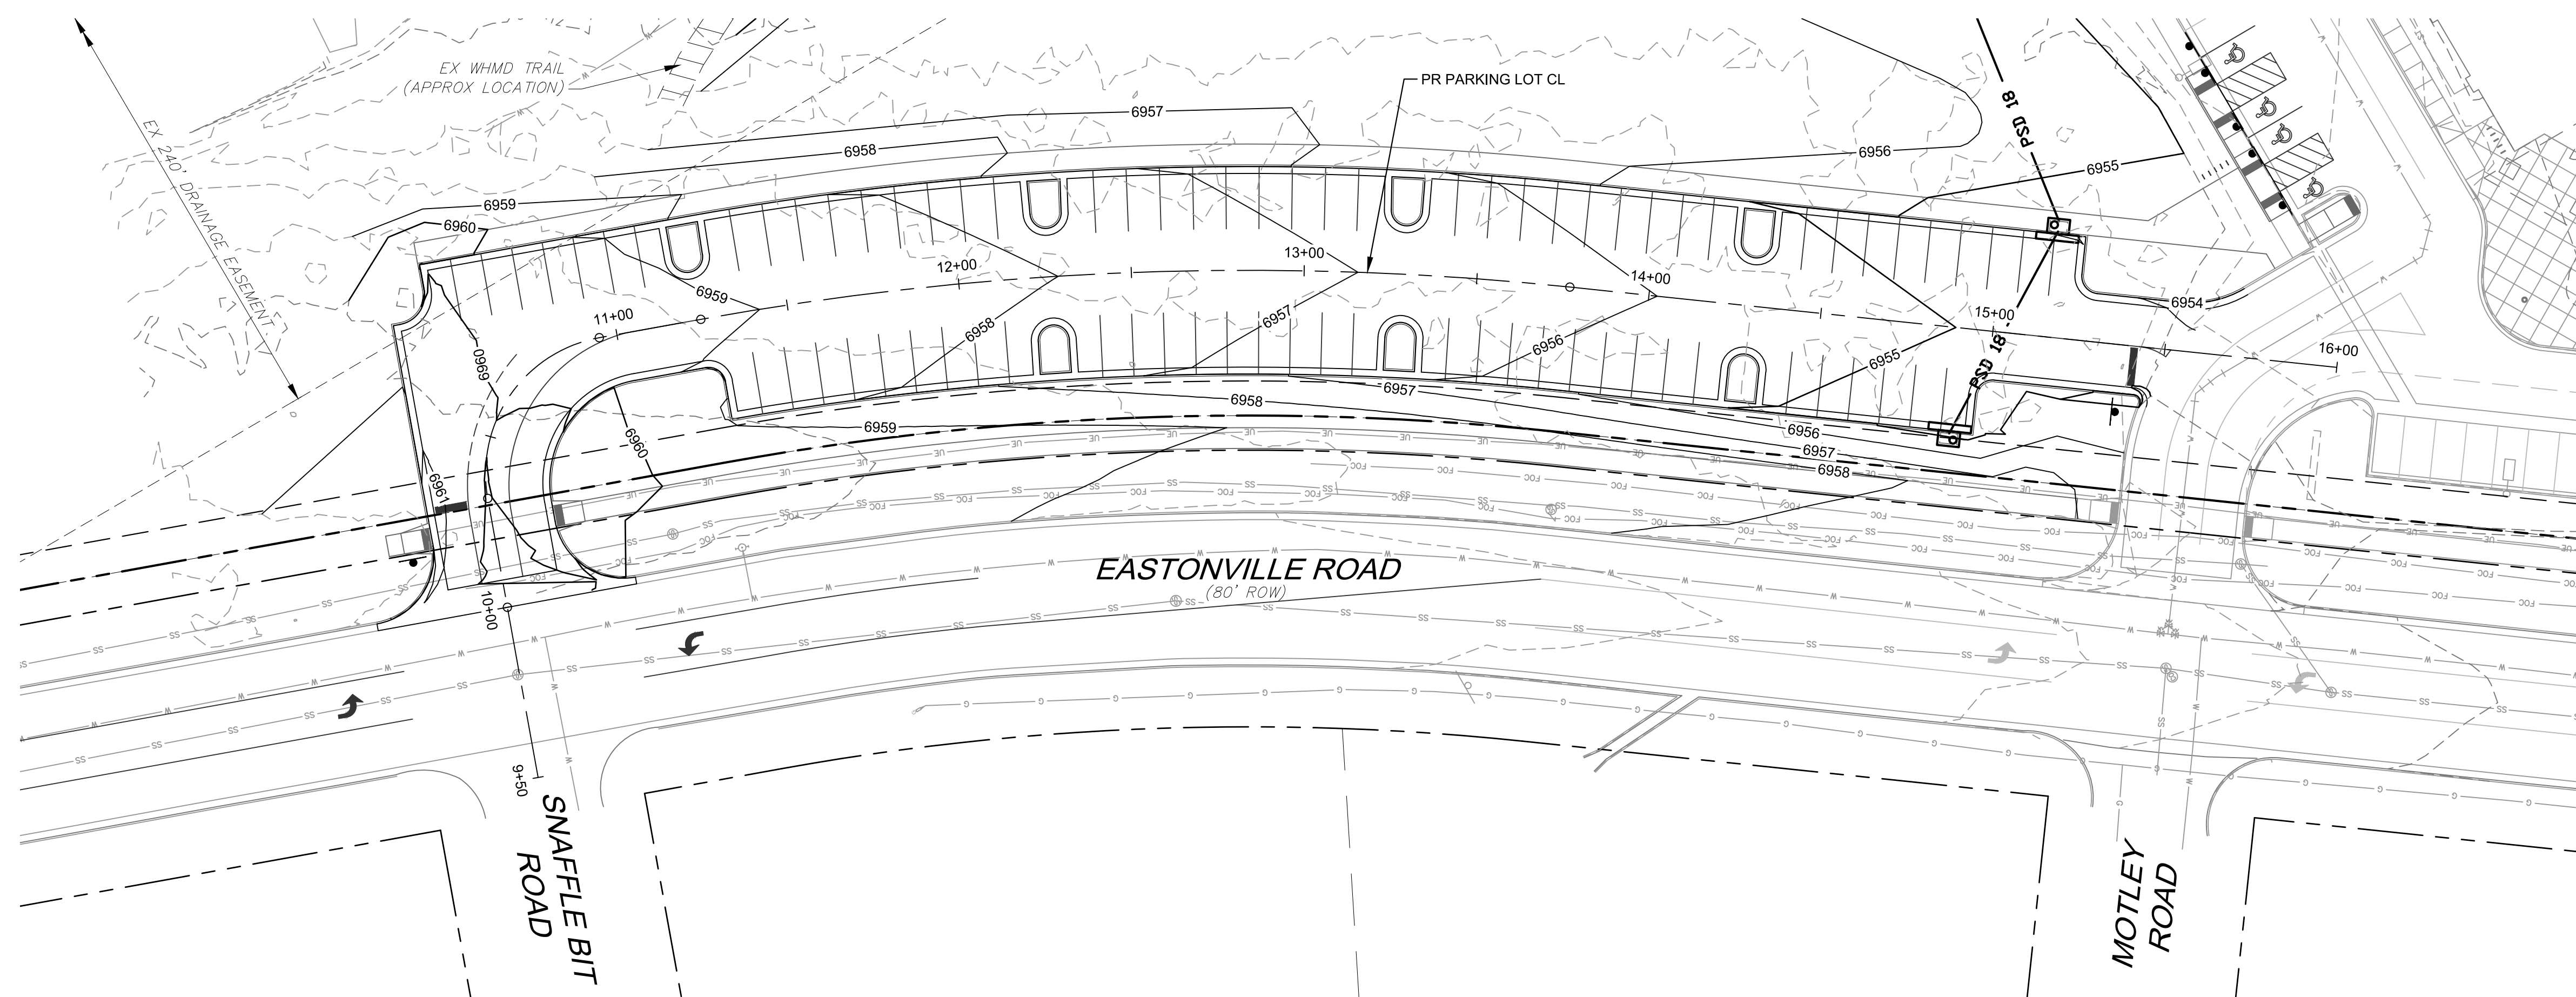 EX WHMD TRAIL
(APPROX LOCATION)
PR PARKING LOT CL
EX 240' DRAINAGE EASEMENT
6957
6958
6959
6960
6956
6955
18 PSD
12+00
13+00
14+00
15+00
16+00
11+00
6959
6958
6957
6956
6955
6954
6960
6960
6961
PSD 18
6957
6958
6959
6956
6957
6958
UE
FOC
SS
W
G
EASTONVILLE ROAD
(80' ROW)
10+00
9+50
SNAFFLE BIT
ROAD
MOTLEY
ROAD